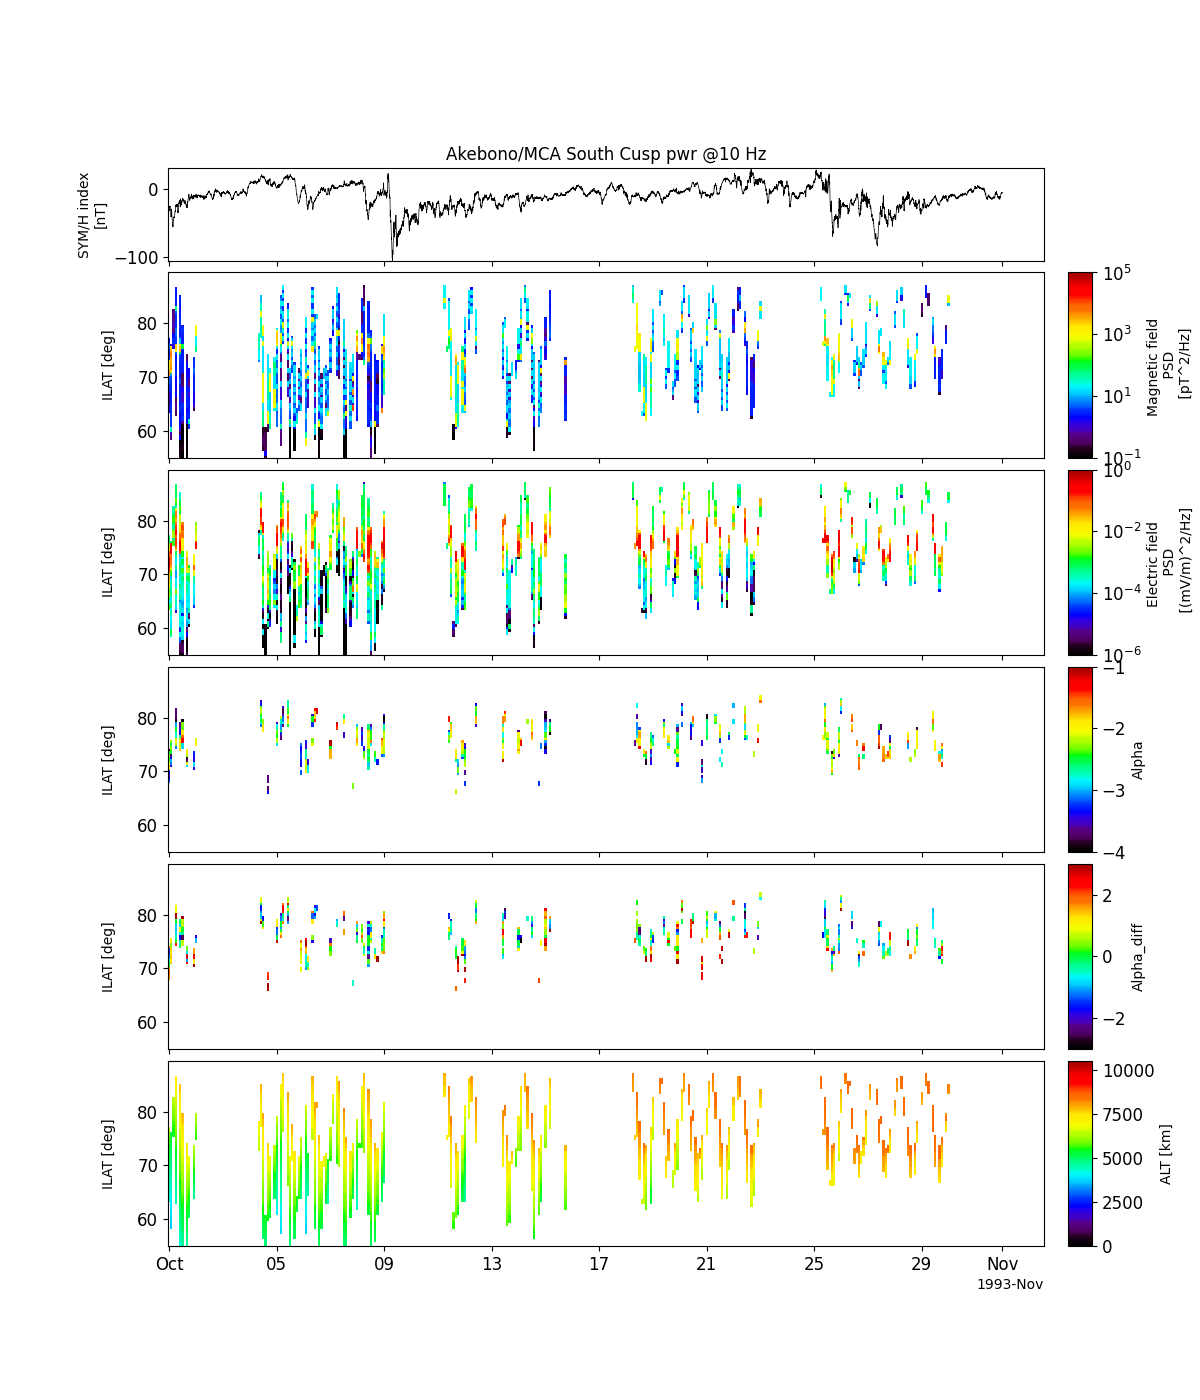 Akebono/MCA South Cusp pwr @10 Hz
SYM/H index
[nT]
0
−100
ILAT [deg]
80
70
60
10^5
10^3
10^1
10^-1
Magnetic field
PSD
[pT^2/Hz]
ILAT [deg]
80
70
60
10^0
10^-2
10^-4
10^-6
Electric field
PSD
[(mV/m)^2/Hz]
ILAT [deg]
80
70
60
−1
−2
−3
−4
Alpha
ILAT [deg]
80
70
60
2
0
−2
Alpha_diff
ILAT [deg]
80
70
60
10000
7500
5000
2500
0
ALT [km]
Oct 05 09 13 17 21 25 29 Nov
1993-Nov